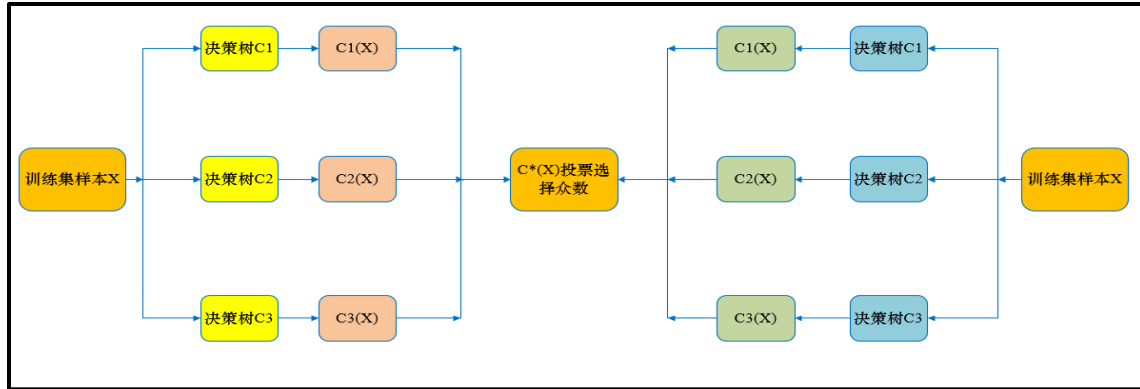 决策树C1
C1(X)
C1(X)
决策树C1
训练集样本X
决策树C2
C2(X)
C*(X)投票选
择众数
C2(X)
决策树C2
训练集样本X
决策树C3
C3(X)
C3(X)
决策树C3